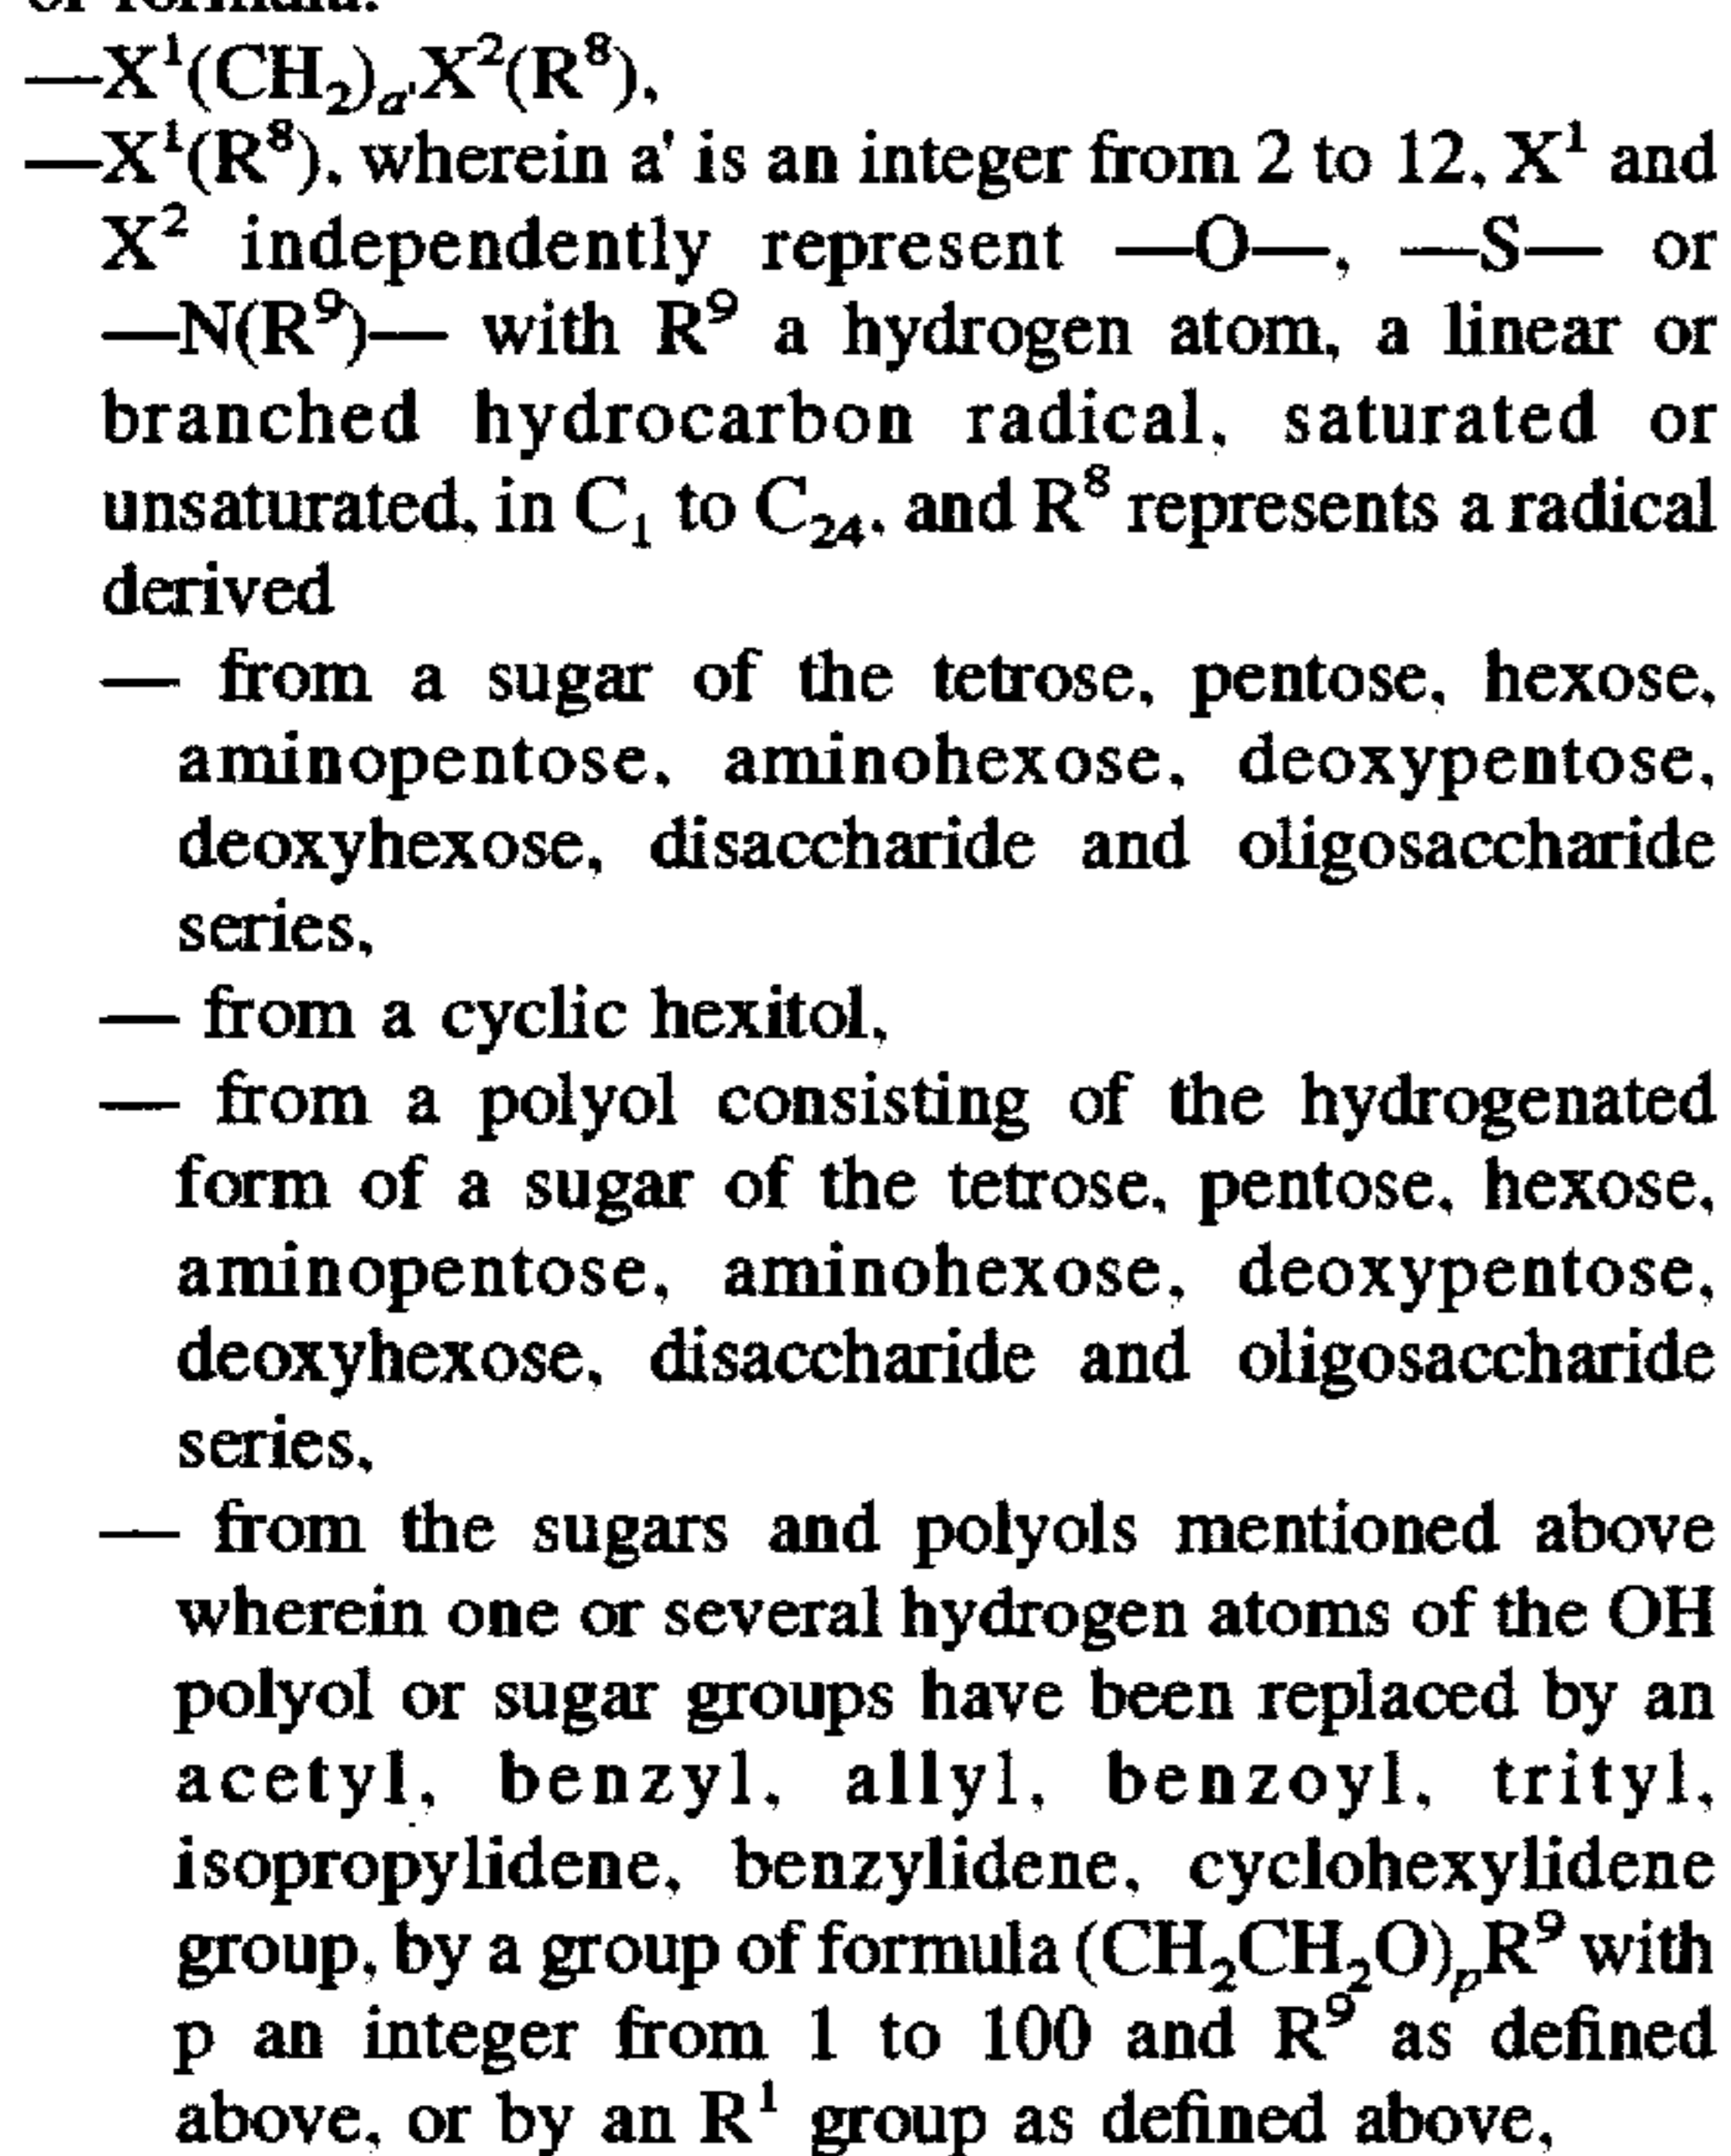 or formula:
—X¹(CH₂)ₐ'X²(R⁸),
—X¹(R⁸), wherein a' is an integer from 2 to 12, X¹ and
X² independently represent —O—, —S— or
—N(R⁹)— with R⁹ a hydrogen atom, a linear or
branched hydrocarbon radical, saturated or
unsaturated, in C₁ to C₂₄, and R⁸ represents a radical
derived
— from a sugar of the tetrose, pentose, hexose,
aminopentose, aminohexose, deoxypentose,
deoxyhexose, disaccharide and oligosaccharide
series,
— from a cyclic hexitol,
— from a polyol consisting of the hydrogenated
form of a sugar of the tetrose, pentose, hexose,
aminopentose, aminohexose, deoxypentose,
deoxyhexose, disaccharide and oligosaccharide
series,
— from the sugars and polyols mentioned above
wherein one or several hydrogen atoms of the OH
polyol or sugar groups have been replaced by an
acetyl, benzyl, allyl, benzoyl, trityl,
isopropylidene, benzylidene, cyclohexylidene
group, by a group of formula (CH₂CH₂O)ₚR⁹ with
p an integer from 1 to 100 and R⁹ as defined
above, or by an R¹ group as defined above,